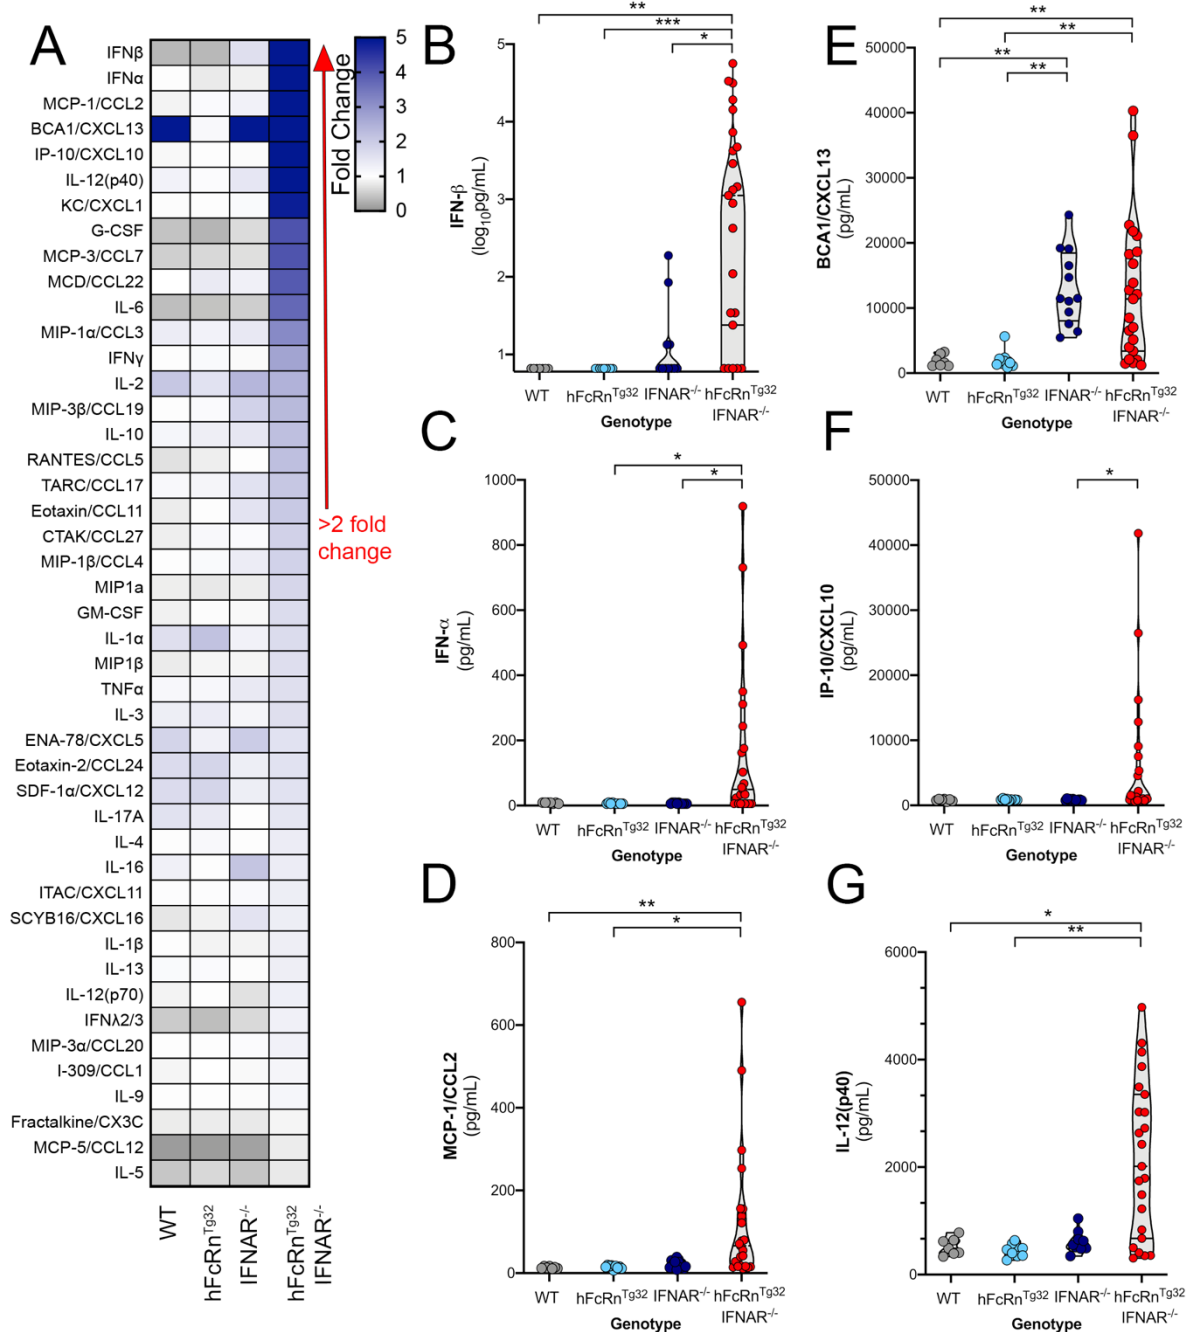 A
IFNβ
IFNα
MCP-1/CCL2
BCA1/CXCL13
IP-10/CXCL10
IL-12(p40)
KC/CXCL1
G-CSF
MCP-3/CCL7
MCD/CCL22
IL-6
MIP-1α/CCL3
IFNγ
IL-2
MIP-3β/CCL19
IL-10
RANTES/CCL5
TARC/CCL17
Eotaxin/CCL11
CTAK/CCL27
MIP-1β/CCL4
MIP1a
GM-CSF
IL-1α
MIP1β
TNFα
IL-3
ENA-78/CXCL5
Eotaxin-2/CCL24
SDF-1α/CXCL12
IL-17A
IL-4
IL-16
ITAC/CXCL11
SCYB16/CXCL16
IL-1β
IL-13
IL-12(p70)
IFNλ2/3
MIP-3α/CCL20
I-309/CCL1
IL-9
Fractalkine/CX3C
MCP-5/CCL12
IL-5
WT
hFcRnTg32
IFNAR-/-
hFcRnTg32
IFNAR-/-
Fold Change
5
4
3
2
1
0
>2 fold
change
B
**
***
*
IFN-β
(log10pg/mL)
5
4
3
2
1
WT
hFcRnTg32
IFNAR-/-
hFcRnTg32
IFNAR-/-
Genotype
C
*
*
IFN-α
(pg/mL)
1000
800
600
400
200
0
WT
hFcRnTg32
IFNAR-/-
hFcRnTg32
IFNAR-/-
Genotype
D
**
*
MCP-1/CCL2
(pg/mL)
800
600
400
200
0
WT
hFcRnTg32
IFNAR-/-
hFcRnTg32
IFNAR-/-
Genotype
E
**
**
**
**
BCA1/CXCL13
(pg/mL)
50000
40000
30000
20000
10000
0
WT
hFcRnTg32
IFNAR-/-
hFcRnTg32
IFNAR-/-
Genotype
F
*
IP-10/CXCL10
(pg/mL)
50000
40000
30000
20000
10000
0
WT
hFcRnTg32
IFNAR-/-
hFcRnTg32
IFNAR-/-
Genotype
G
*
**
IL-12(p40)
(pg/mL)
6000
4000
2000
0
WT
hFcRnTg32
IFNAR-/-
hFcRnTg32
IFNAR-/-
Genotype